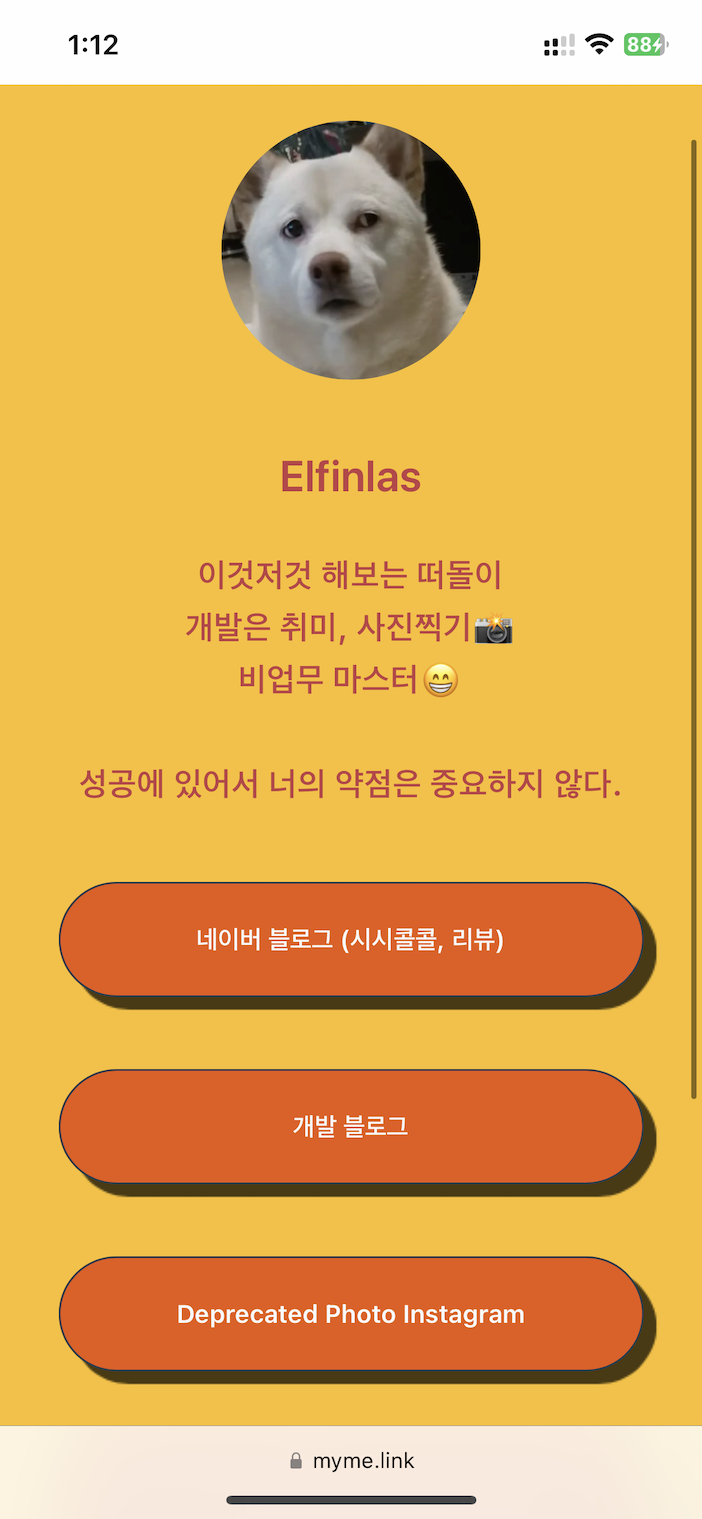 1:12
88
Elfinlas
이것저것 해보는 떠돌이
개발은 취미, 사진찍기📸
비업무 마스터😁
성공에 있어서 너의 약점은 중요하지 않다.
네이버 블로그 (시시콜콜, 리뷰)
개발 블로그
Deprecated Photo Instagram
myme.link